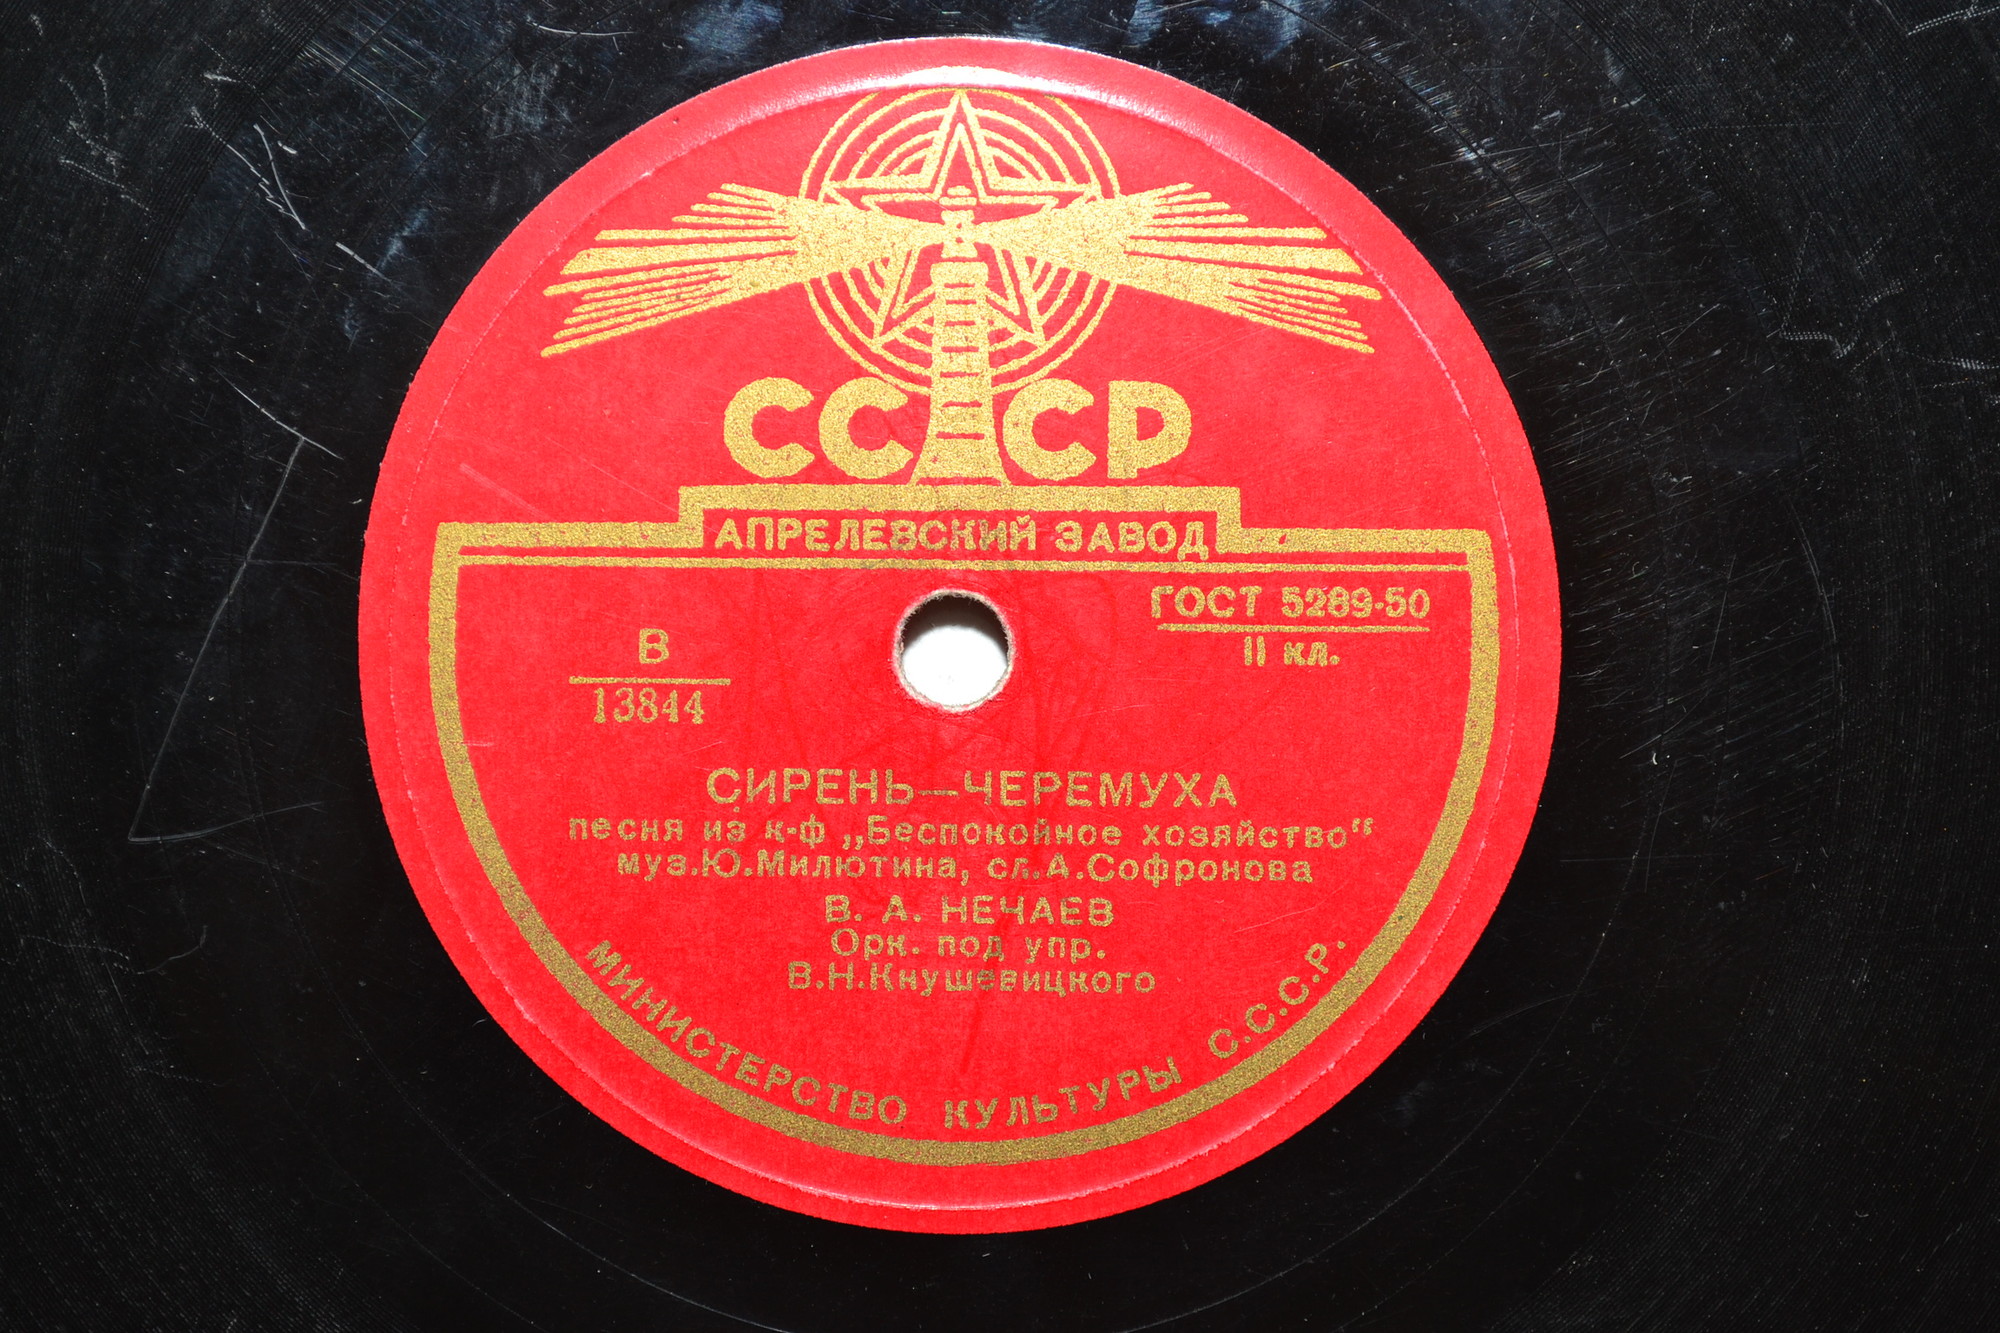 СССР
АПРЕЛЕВСКИЙ ЗАВОД
ГОСТ 5289-50
II кл.
В
13844
СИРЕНЬ—ЧЕРЕМУХА
песня из к-ф „Беспокойное хозяйство“
муз.Ю.Милютина, сл.А.Софронова
В. А. НЕЧАЕВ
Орк. под упр.
В.Н.Кнушевицкого
МИНИСТЕРСТВО КУЛЬТУРЫ С.С.С.Р.